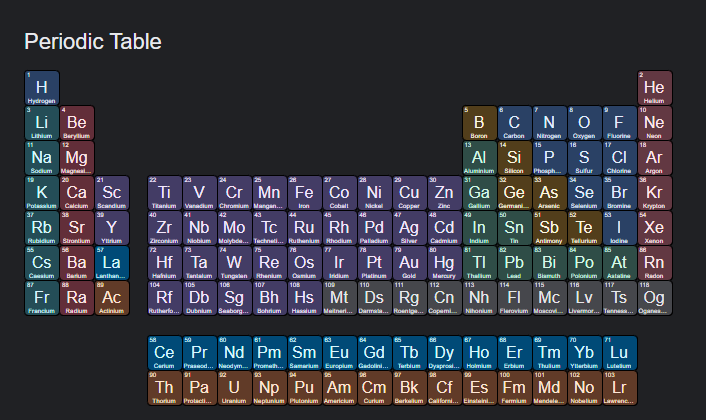 Periodic Table
1 2
H He
Hydrogen Helium
3 4 5 6 7 8 9 10
Li Be B C N O F Ne
Lithium Beryllium Boron Carbon Nitrogen Oxygen Fluorine Neon
11 12 13 14 15 16 17 18
Na Mg Al Si P S Cl Ar
Sodium Magnesi... Aluminium Silicon Phosph... Sulfur Chlorine Argon
19 20 21 22 23 24 25 26 27 28 29 30 31 32 33 34 35 36
K Ca Sc Ti V Cr Mn Fe Co Ni Cu Zn Ga Ge As Se Br Kr
Potassium Calcium Scandium Titanium Vanadium Chromium Mangan... Iron Cobalt Nickel Copper Zinc Gallium Germani... Arsenic Selenium Bromine Krypton
37 38 39 40 41 42 43 44 45 46 47 48 49 50 51 52 53 54
Rb Sr Y Zr Nb Mo Tc Ru Rh Pd Ag Cd In Sn Sb Te I Xe
Rubidium Strontium Yttrium Zirconium Niobium Molybde... Techneti... Ruthenium Rhodium Palladium Silver Cadmium Indium Tin Antimony Tellurium Iodine Xenon
55 56 57 72 73 74 75 76 77 78 79 80 81 82 83 84 85 86
Cs Ba La Hf Ta W Re Os Ir Pt Au Hg Tl Pb Bi Po At Rn
Caesium Barium Lanthan... Hafnium Tantalum Tungsten Rhenium Osmium Iridium Platinum Gold Mercury Thallium Lead Bismuth Polonium Astatine Radon
87 88 89 104 105 106 107 108 109 110 111 112 113 114 115 116 117 118
Fr Ra Ac Rf Db Sg Bh Hs Mt Ds Rg Cn Nh Fl Mc Lv Ts Og
Francium Radium Actinium Rutherfo... Dubnium Seaborg... Bohrium Hassium Meitneri... Darmsta... Roentge... Coperni... Nihonium Flerovium Moscovi... Livermor... Tenness... Oganess...
58 59 60 61 62 63 64 65 66 67 68 69 70 71
Ce Pr Nd Pm Sm Eu Gd Tb Dy Ho Er Tm Yb Lu
Cerium Praseod... Neodym... Prometh... Samarium Europium Gadolini... Terbium Dyspros... Holmium Erbium Thulium Ytterbium Lutetium
90 91 92 93 94 95 96 97 98 99 100 101 102 103
Th Pa U Np Pu Am Cm Bk Cf Es Fm Md No Lr
Thorium Protacti... Uranium Neptunium Plutonium Americium Curium Berkelium Californi... Einsteini... Fermium Mendele... Nobelium Lawrenc...